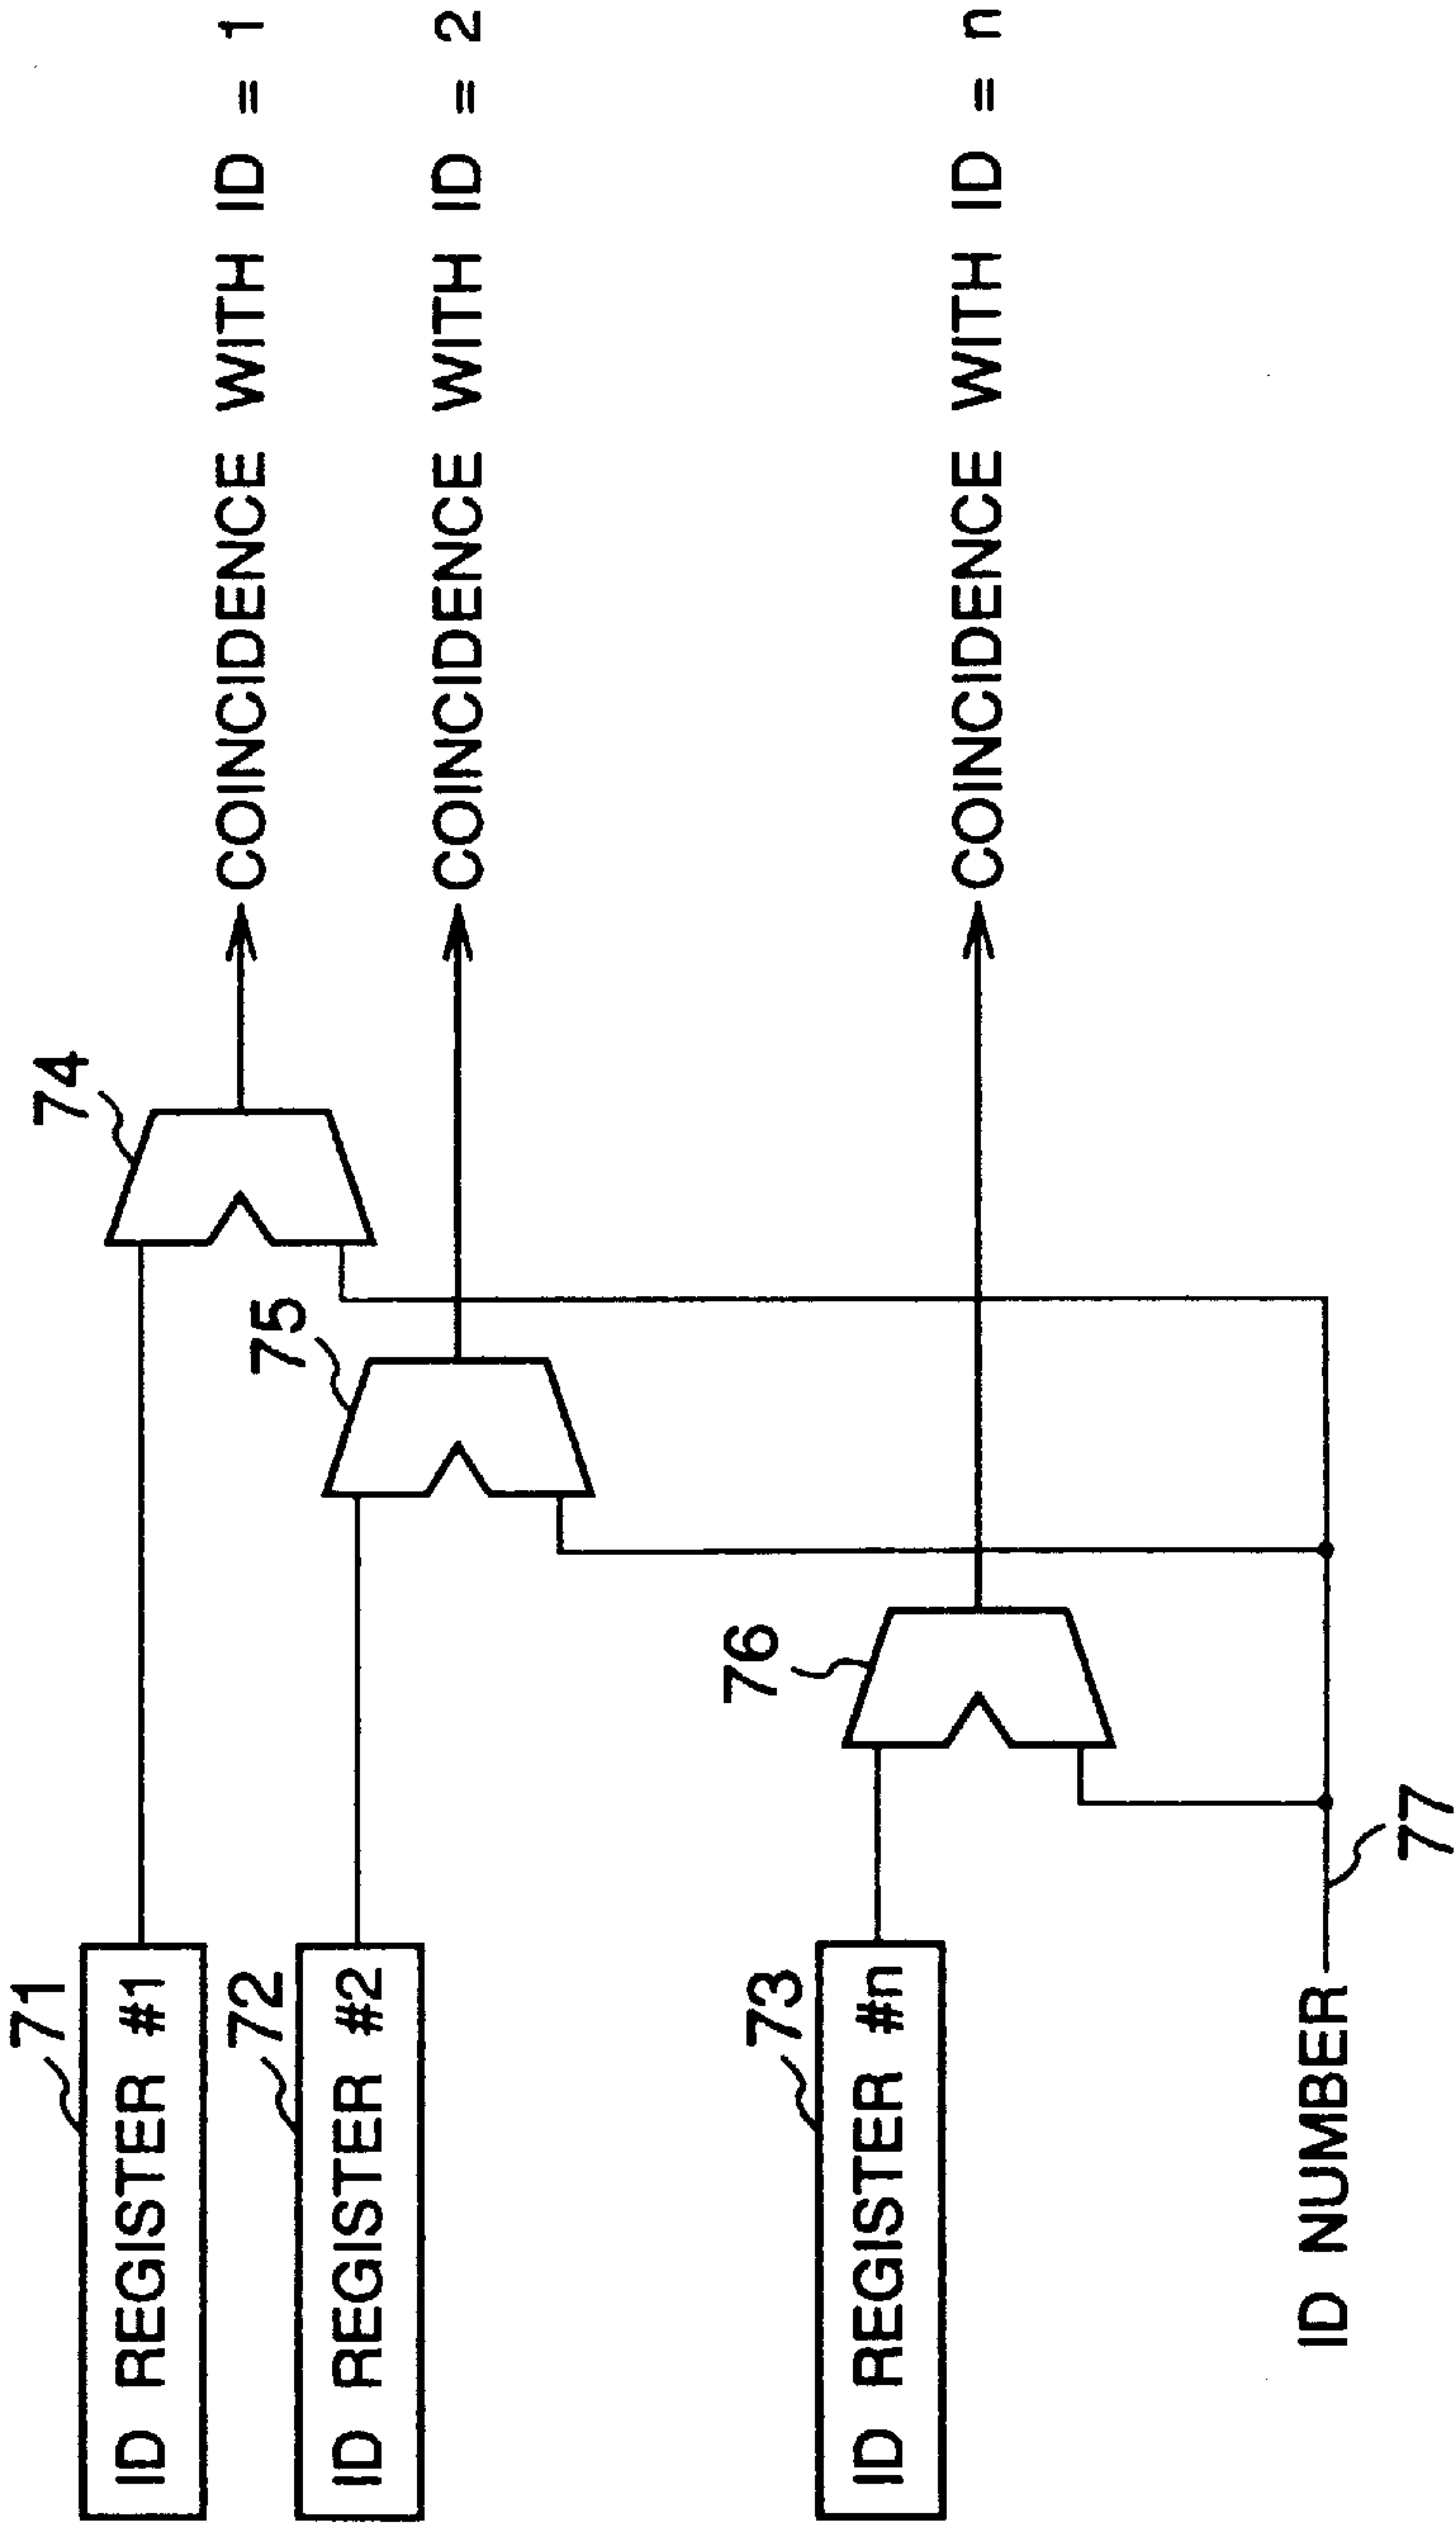 71
ID REGISTER #1
74
COINCIDENCE WITH ID = 1
72
ID REGISTER #2
75
COINCIDENCE WITH ID = 2
73
ID REGISTER #n
76
COINCIDENCE WITH ID = n
ID NUMBER
77